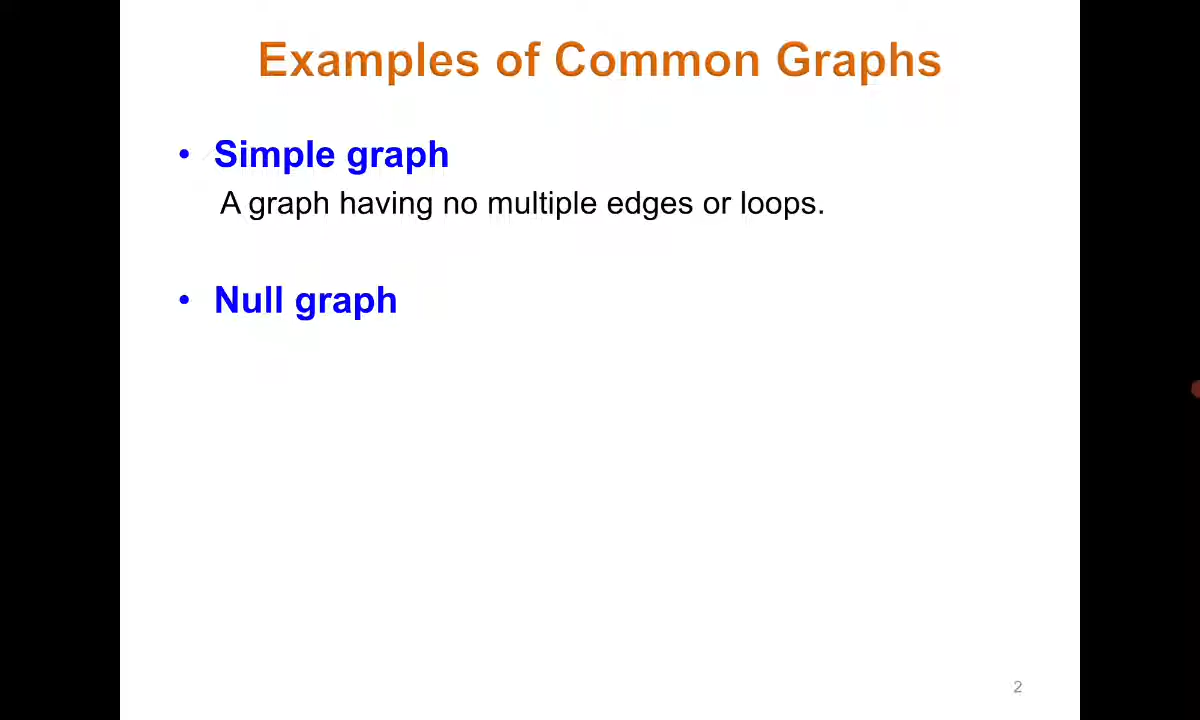 Examples of Common Graphs
• Simple graph
A graph having no multiple edges or loops.
• Null graph
2